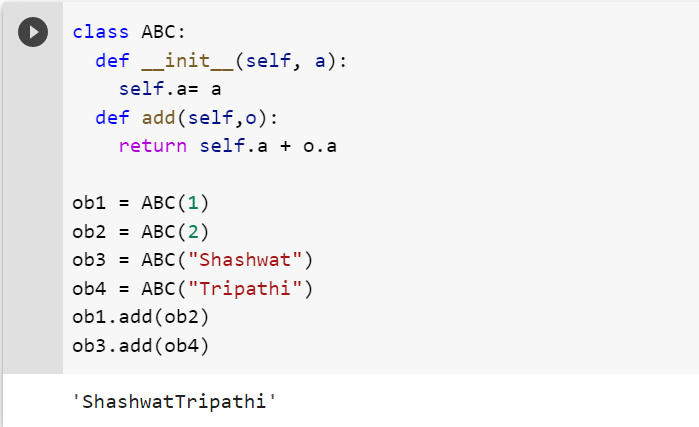 class ABC:
  def __init__(self, a):
    self.a= a
  def add(self,o):
    return self.a + o.a

ob1 = ABC(1)
ob2 = ABC(2)
ob3 = ABC("Shashwat")
ob4 = ABC("Tripathi")
ob1.add(ob2)
ob3.add(ob4)
'ShashwatTripathi'